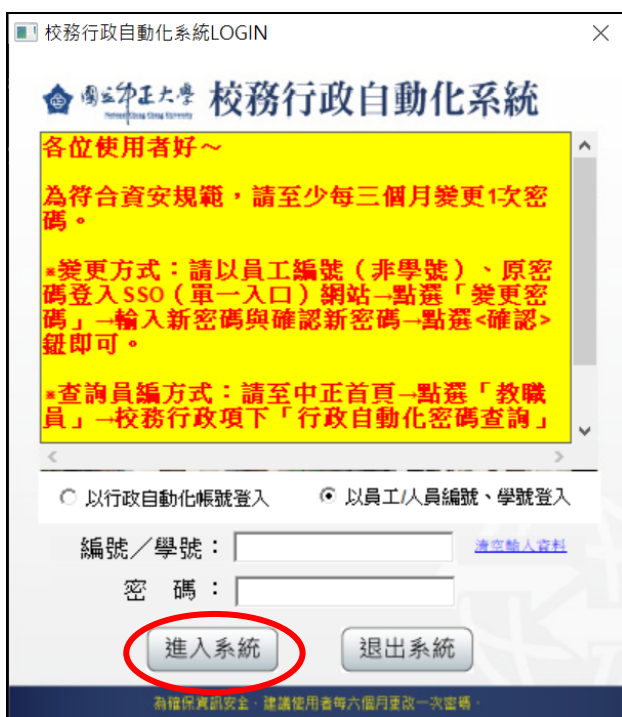 校務行政自動化系統LOGIN
國立中正大學 校務行政自動化系統
National Chung Cheng University
各位使用者好～
為符合資安規範，請至少每三個月變更1次密
碼。
*變更方式：請以員工編號（非學號）、原密
碼登入SSO（單一入口）網站→點選「變更密
碼」→輸入新密碼與確認新密碼→點選<確認>
鈕即可。
*查詢員編方式：請至中正首頁→點選「教職
員」→校務行政項下「行政自動化密碼查詢」
以行政自動化帳號登入 以員工/人員編號、學號登入
編號／學號： 清空輸入資料
密 碼：
進入系統 退出系統
為確保資訊安全，建議使用者每六個月更改一次密碼。